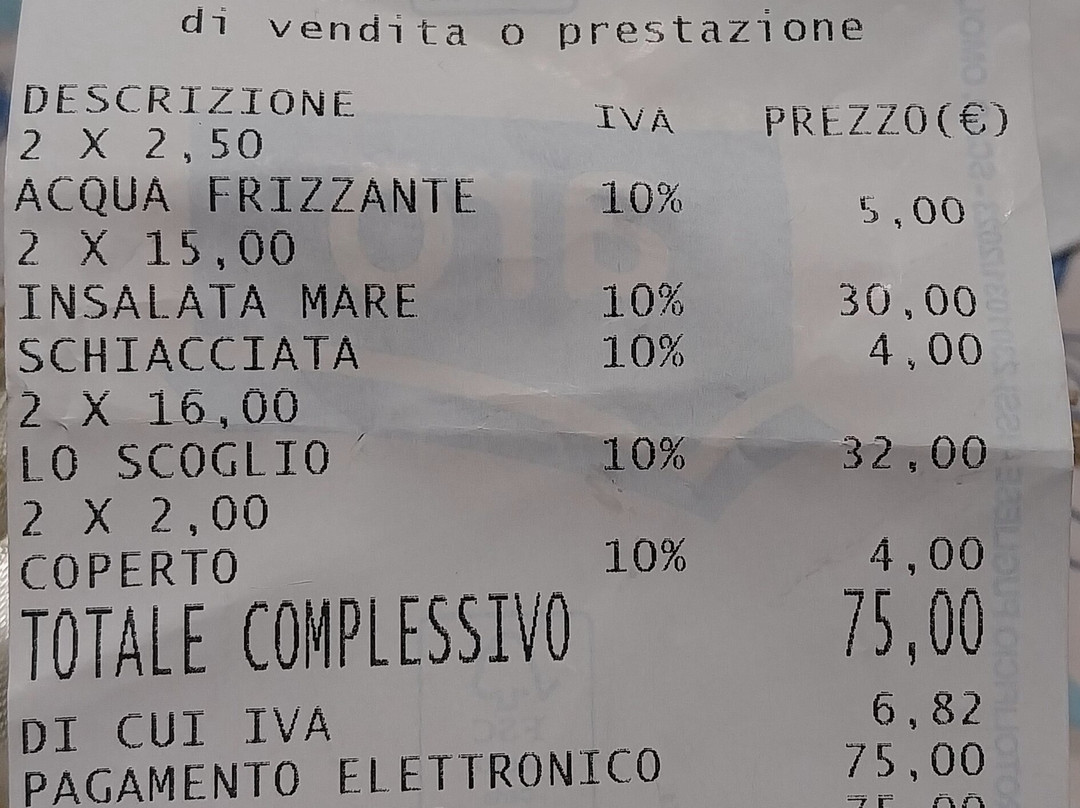 di vendita o prestazione
DESCRIZIONE IVA PREZZO(€)
2 X 2,50
ACQUA FRIZZANTE 10% 5,00
2 X 15,00
INSALATA MARE 10% 30,00
SCHIACCIATA 10% 4,00
2 X 16,00
LO SCOGLIO 10% 32,00
2 X 2,00
COPERTO 10% 4,00
TOTALE COMPLESSIVO 75,00
DI CUI IVA 6,82
PAGAMENTO ELETTRONICO 75,00